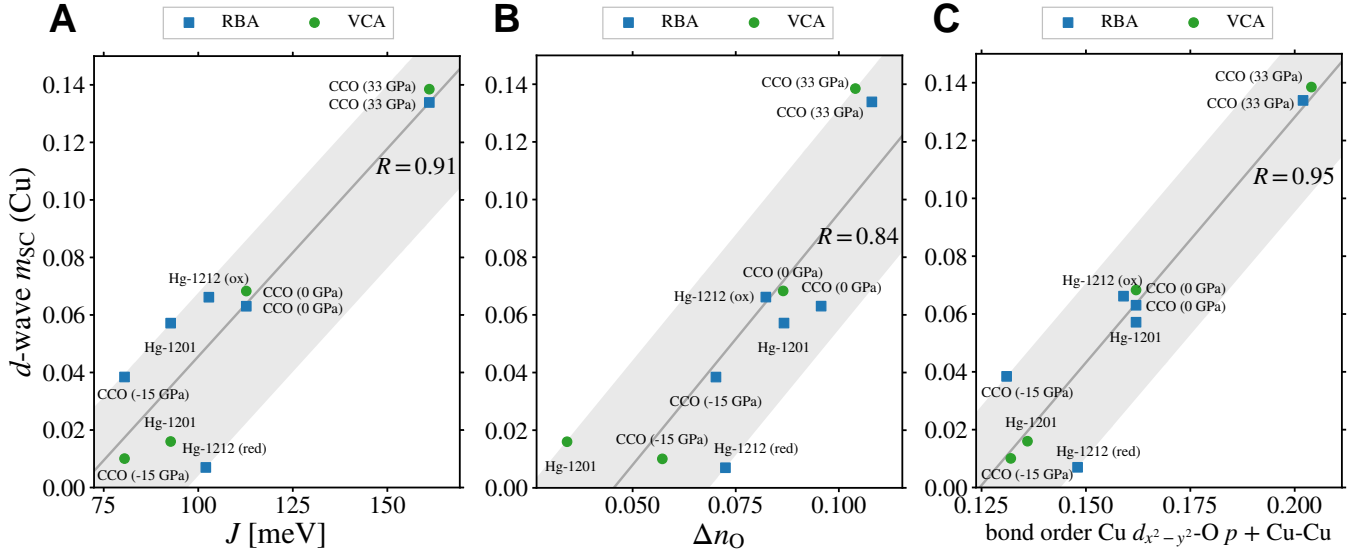 A
RBA VCA
0.14
0.12
0.10
0.08
0.06
0.04
0.02
0.00
d-wave mSC (Cu)
CCO (33 GPa)
CCO (33 GPa)
R = 0.91
Hg-1212 (ox)
CCO (0 GPa)
CCO (0 GPa)
Hg-1201
CCO (-15 GPa)
Hg-1201
Hg-1212 (red)
CCO (-15 GPa)
75 100 125 150
J [meV]
B
RBA VCA
CCO (33 GPa)
CCO (33 GPa)
R = 0.84
CCO (0 GPa)
CCO (0 GPa)
Hg-1212 (ox)
Hg-1201
CCO (-15 GPa)
CCO (-15 GPa)
Hg-1212 (red)
Hg-1201
0.050 0.075 0.100
ΔnO
C
RBA VCA
CCO (33 GPa)
CCO (33 GPa)
R = 0.95
Hg-1212 (ox)
CCO (0 GPa)
CCO (0 GPa)
Hg-1201
CCO (-15 GPa)
Hg-1201
Hg-1212 (red)
CCO (-15 GPa)
0.125 0.150 0.175 0.200
bond order Cu dx² − y²-O p + Cu-Cu